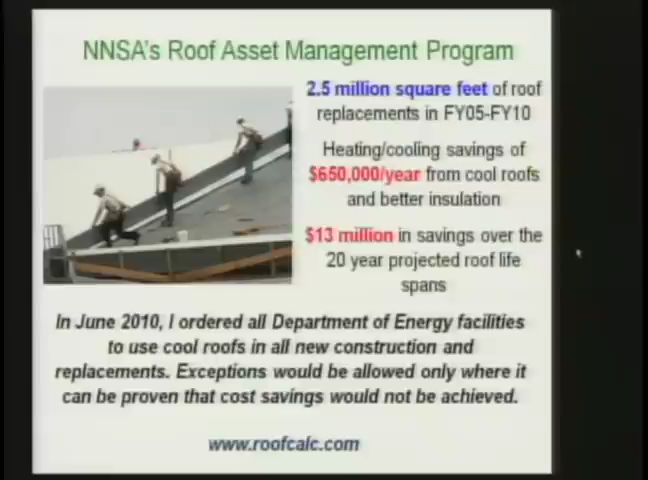 NNSA's Roof Asset Management Program
2.5 million square feet of roof
replacements in FY05-FY10
Heating/cooling savings of
$650,000/year from cool roofs
and better insulation
$13 million in savings over the
20 year projected roof life
spans
In June 2010, I ordered all Department of Energy facilities
to use cool roofs in all new construction and
replacements. Exceptions would be allowed only where it
can be proven that cost savings would not be achieved.
www.roofcalc.com